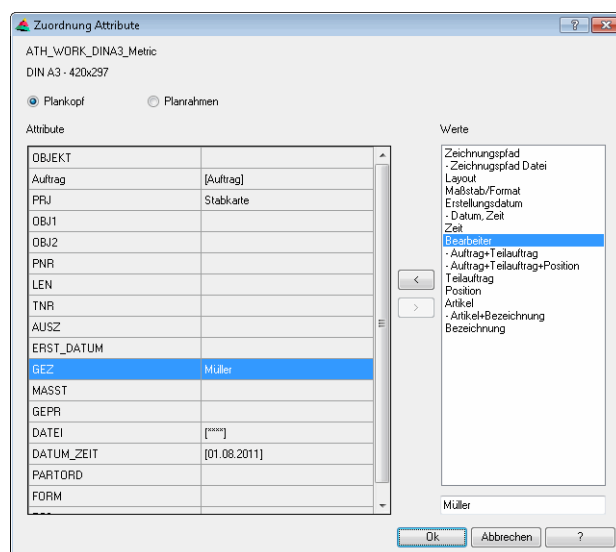 Zuordnung Attribute
ATH_WORK_DINA3_Metric
DIN A3 - 420x297
Plankopf
Planrahmen
Attribute
OBJEKT
Auftrag [Auftrag]
PRJ Stabkarte
OBJ1
OBJ2
PNR
LEN
TNR
AUSZ
ERST_DATUM
GEZ Müller
MASST
GEPR
DATEI [****]
DATUM_ZEIT [01.08.2011]
PARTORD
FORM
Werte
Zeichnungspfad
- Zeichnugspfad Datei
Layout
Maßstab/Format
Erstellungsdatum
- Datum, Zeit
Zeit
Bearbeiter
- Auftrag+Teilauftrag
- Auftrag+Teilauftrag+Position
Teilauftrag
Position
Artikel
- Artikel+Bezeichnung
Bezeichnung
<
>
Müller
Ok
Abbrechen
?